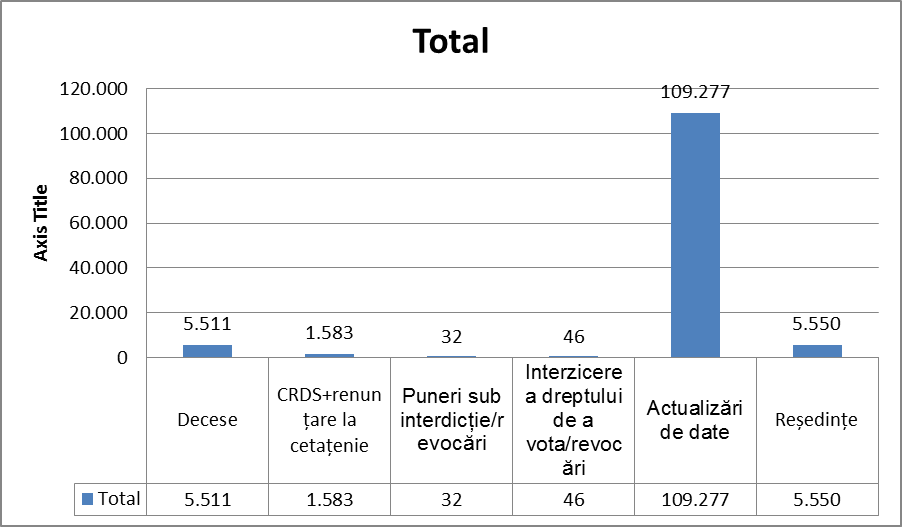 Total
120.000
100.000
80.000
60.000
40.000
20.000
0
Axis Title
5.511
1.583
32
46
109.277
5.550
Decese
CRDS+renun
țare la
cetațenie
Puneri sub
interdicție/r
evocări
Interzicere
a dreptului
de a
vota/revoc
ări
Actualizări
de date
Reședințe
Total 5.511 1.583 32 46 109.277 5.550